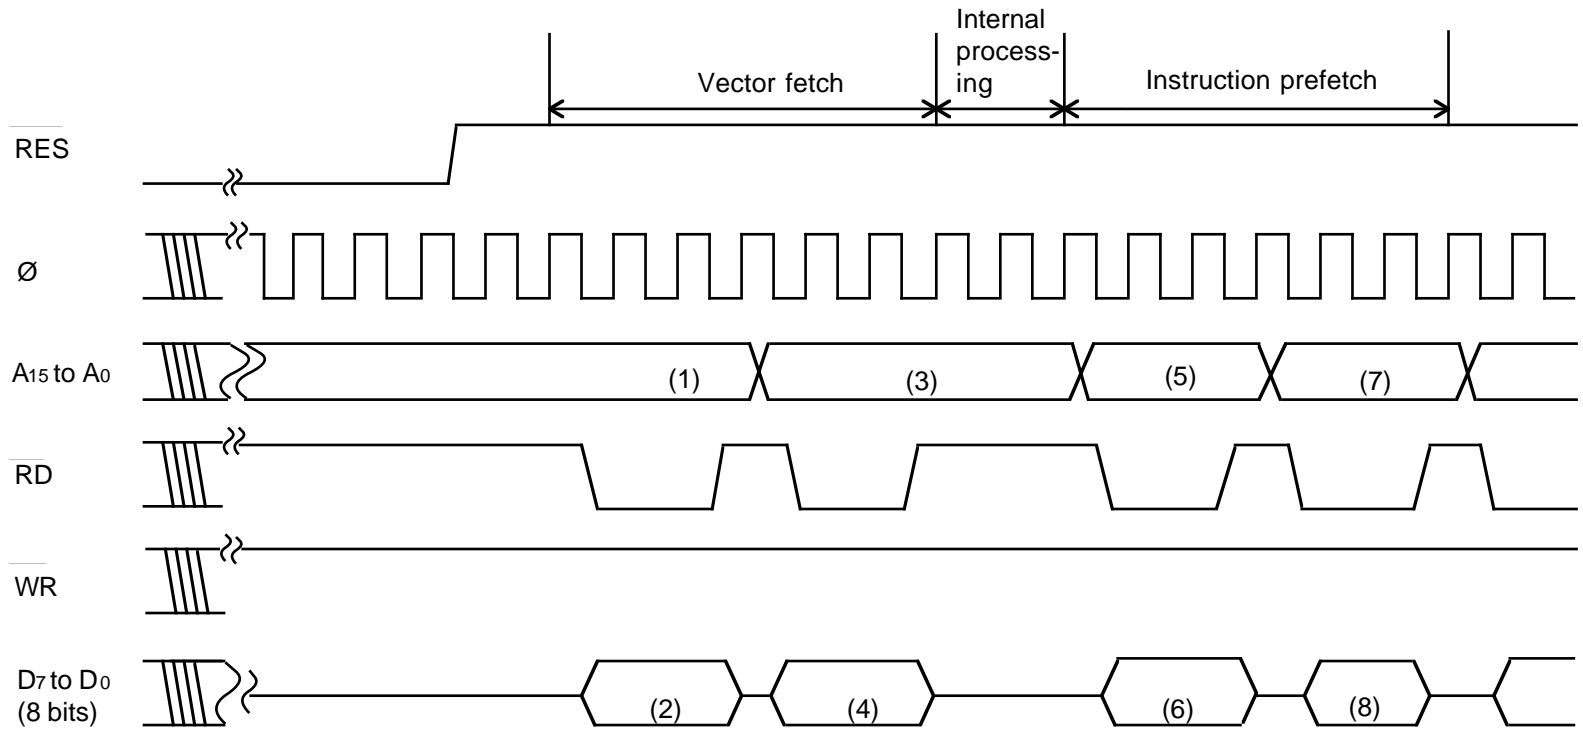 Internal
process-
ing
Vector fetch
Instruction prefetch
RES
Ø
A15 to A0
(1)
(3)
(5)
(7)
RD
WR
D7 to D0
(8 bits)
(2)
(4)
(6)
(8)